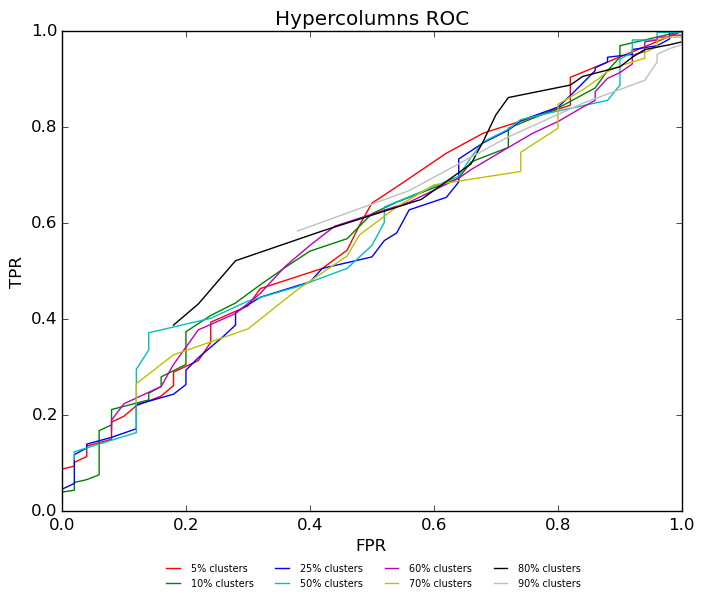 Hypercolumns ROC
1.0
0.8
0.6
0.4
0.2
0.0
TPR
0.0 0.2 0.4 0.6 0.8 1.0
FPR
5% clusters 25% clusters 60% clusters 80% clusters
10% clusters 50% clusters 70% clusters 90% clusters